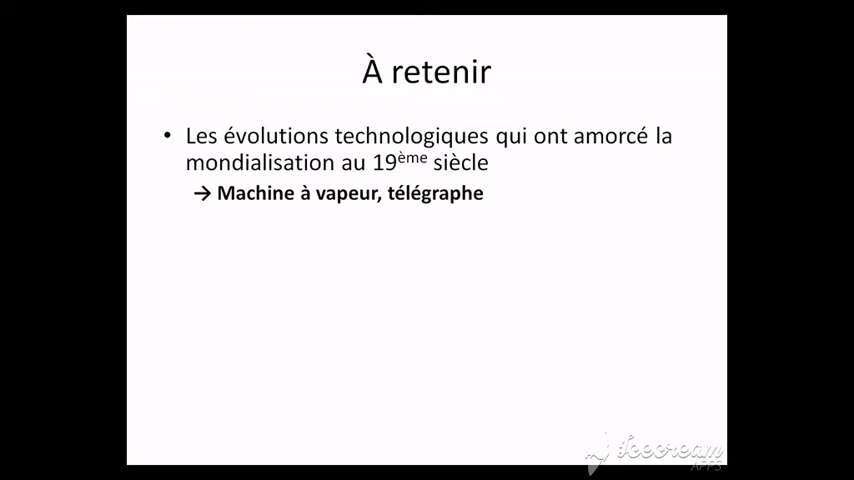 À retenir
• Les évolutions technologiques qui ont amorcé la
mondialisation au 19ème siècle
→ Machine à vapeur, télégraphe
Icecream
APPS